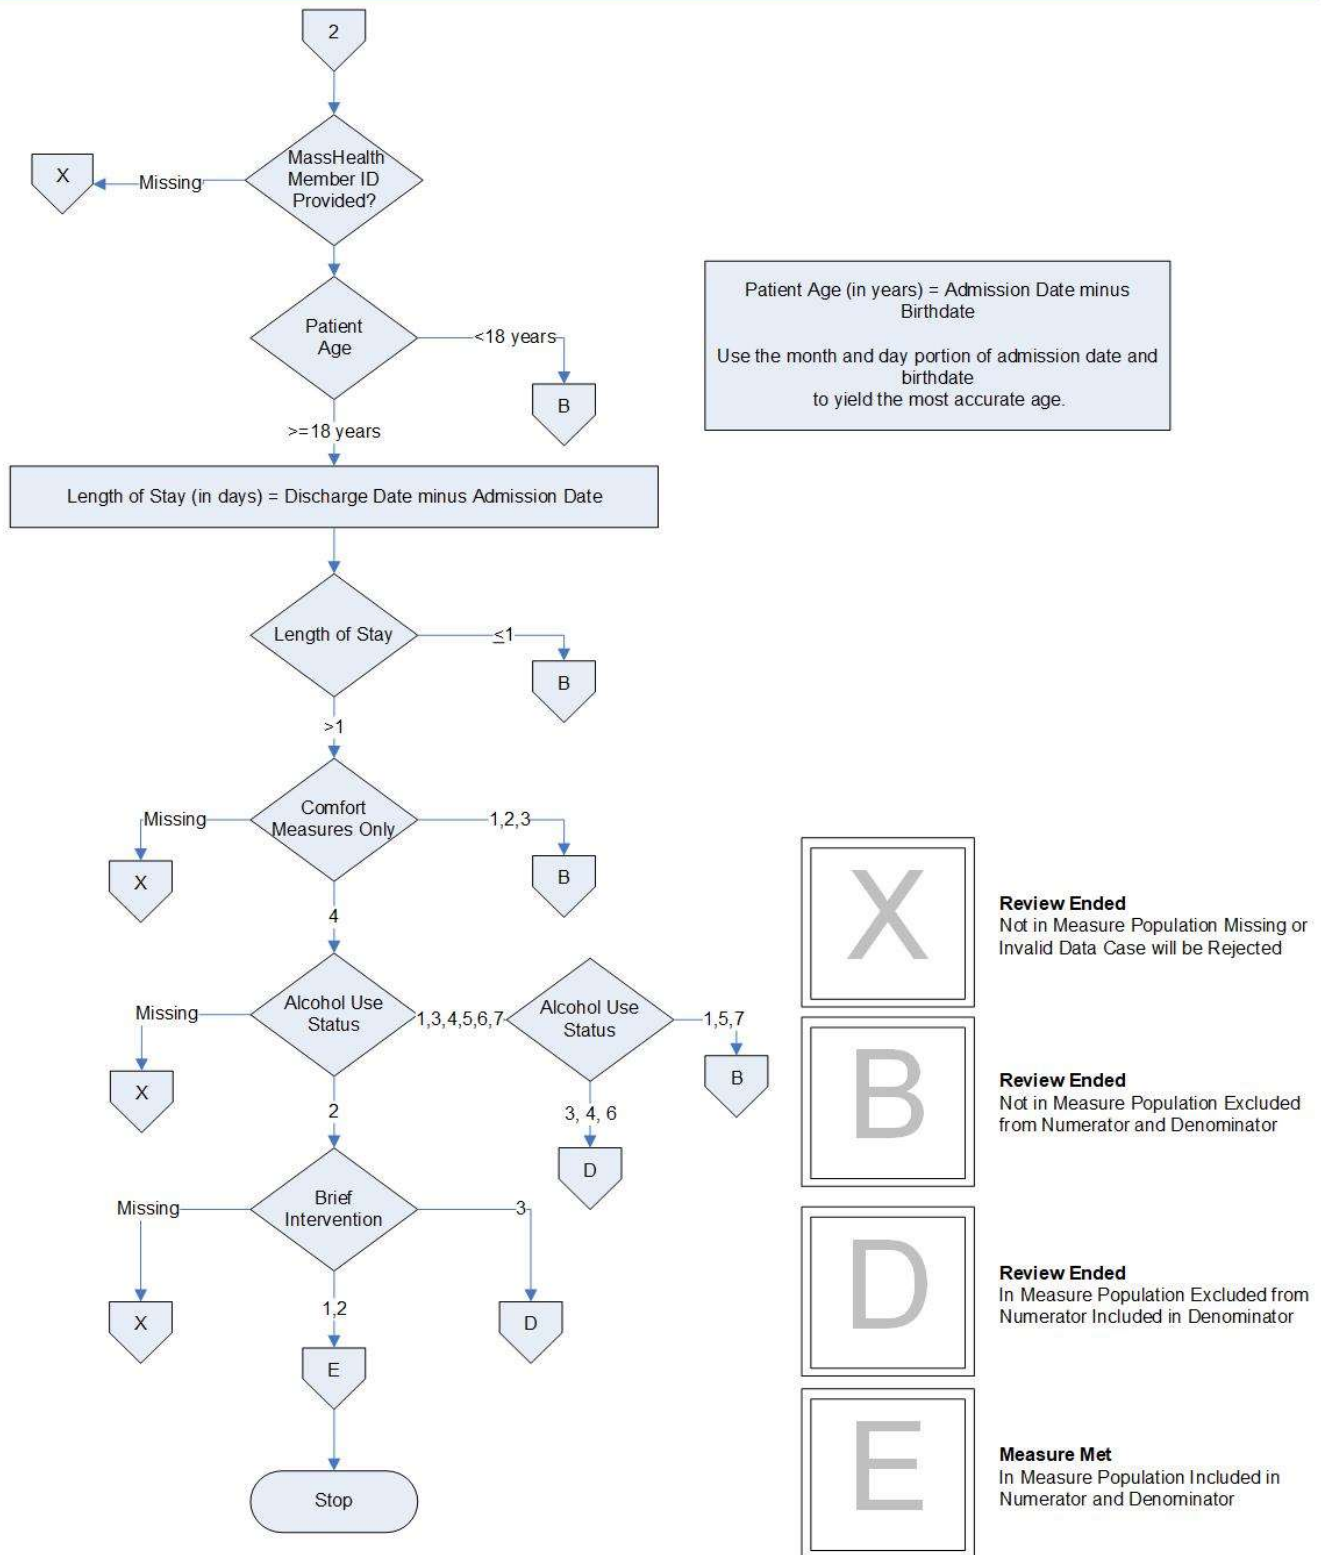 2
MassHealth
Member ID
Provided?
Missing
X
Patient
Age
<18 years
B
>=18 years
Patient Age (in years) = Admission Date minus
Birthdate
Use the month and day portion of admission date and
birthdate
to yield the most accurate age.
Length of Stay (in days) = Discharge Date minus Admission Date
Length of Stay
≤1
B
>1
Comfort
Measures Only
Missing
X
1,2,3
B
4
Alcohol Use
Status
Missing
X
1,3,4,5,6,7
Alcohol Use
Status
1,5,7
B
3, 4, 6
D
2
Brief
Intervention
Missing
X
3
D
1,2
E
Stop
X
Review Ended
Not in Measure Population Missing or
Invalid Data Case will be Rejected
B
Review Ended
Not in Measure Population Excluded
from Numerator and Denominator
D
Review Ended
In Measure Population Excluded from
Numerator Included in Denominator
E
Measure Met
In Measure Population Included in
Numerator and Denominator